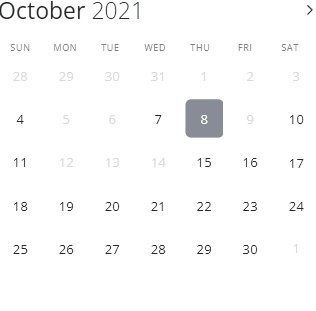 October 2021
SUN MON TUE WED THU FRI SAT
28 29 30 31 1 2 3
4 5 6 7 8 9 10
11 12 13 14 15 16 17
18 19 20 21 22 23 24
25 26 27 28 29 30 1